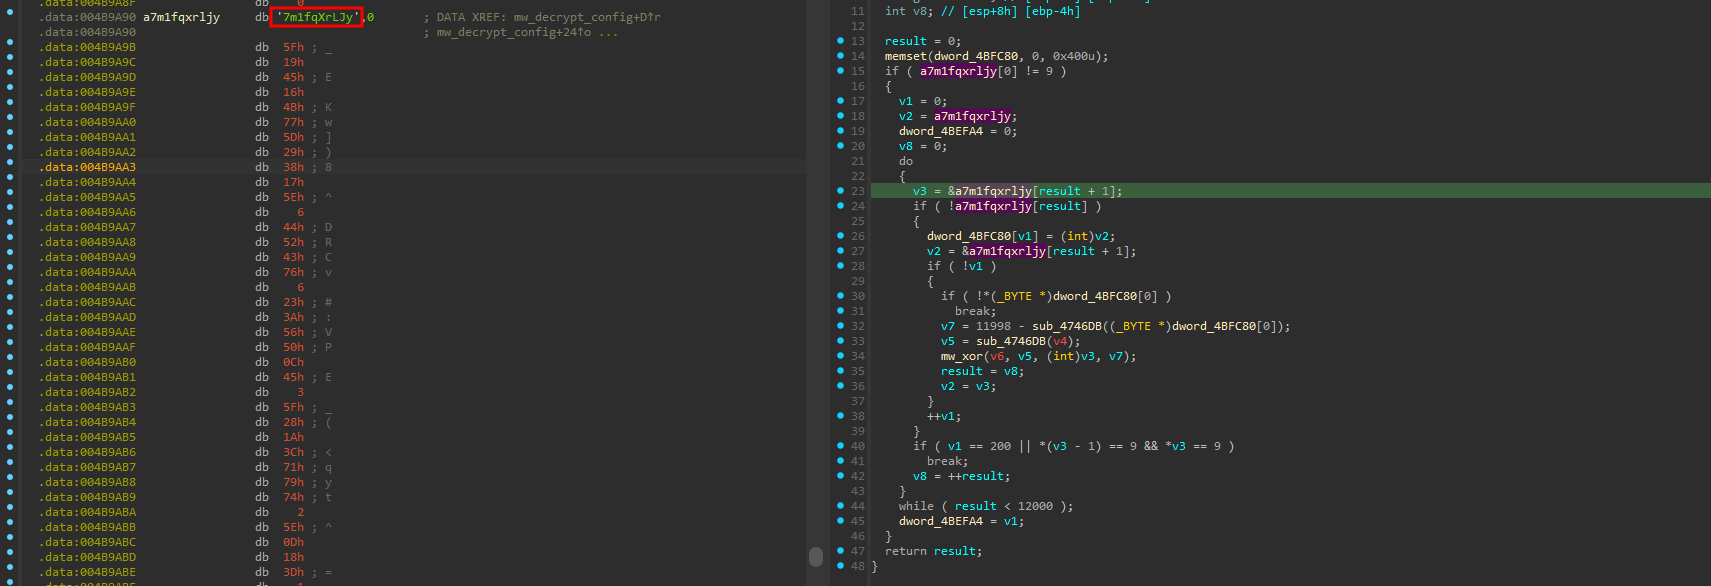 .data:004B9A8F db 0
.data:004B9A90 a7m1fqxrljy db '7m1fqXrLJy',0 ; DATA XREF: mw_decrypt_config+D↑r
.data:004B9A90 ; mw_decrypt_config+24↑o ...
.data:004B9A9B db 5Fh ; _
.data:004B9A9C db 19h
.data:004B9A9D db 45h ; E
.data:004B9A9E db 16h
.data:004B9A9F db 4Bh ; K
.data:004B9AA0 db 77h ; w
.data:004B9AA1 db 5Dh ; ]
.data:004B9AA2 db 29h ; )
.data:004B9AA3 db 38h ; 8
.data:004B9AA4 db 17h
.data:004B9AA5 db 5Eh ; ^
.data:004B9AA6 db 6
.data:004B9AA7 db 44h ; D
.data:004B9AA8 db 52h ; R
.data:004B9AA9 db 43h ; C
.data:004B9AAA db 76h ; v
.data:004B9AAB db 6
.data:004B9AAC db 23h ; #
.data:004B9AAD db 3Ah ; :
.data:004B9AAE db 56h ; V
.data:004B9AAF db 50h ; P
.data:004B9AB0 db 0Ch
.data:004B9AB1 db 45h ; E
.data:004B9AB2 db 3
.data:004B9AB3 db 5Fh ; _
.data:004B9AB4 db 28h ; (
.data:004B9AB5 db 1Ah
.data:004B9AB6 db 3Ch ; <
.data:004B9AB7 db 71h ; q
.data:004B9AB8 db 79h ; y
.data:004B9AB9 db 74h ; t
.data:004B9ABA db 2
.data:004B9ABB db 5Eh ; ^
.data:004B9ABC db 0Dh
.data:004B9ABD db 18h
.data:004B9ABE db 3Dh ; =
11 int v8; // [esp+8h] [ebp-4h]
12
13 result = 0;
14 memset(dword_4BFC80, 0, 0x400u);
15 if ( a7m1fqxrljy[0] != 9 )
16 {
17 v1 = 0;
18 v2 = a7m1fqxrljy;
19 dword_4BEFA4 = 0;
20 v8 = 0;
21 do
22 {
23 v3 = &a7m1fqxrljy[result + 1];
24 if ( !a7m1fqxrljy[result] )
25 {
26 dword_4BFC80[v1] = (int)v2;
27 v2 = &a7m1fqxrljy[result + 1];
28 if ( !v1 )
29 {
30 if ( !*(_BYTE *)dword_4BFC80[0] )
31 break;
32 v7 = 11998 - sub_4746DB((_BYTE *)dword_4BFC80[0]);
33 v5 = sub_4746DB(v4);
34 mw_xor(v6, v5, (int)v3, v7);
35 result = v8;
36 v2 = v3;
37 }
38 ++v1;
39 }
40 if ( v1 == 200 || *(v3 - 1) == 9 && *v3 == 9 )
41 break;
42 v8 = ++result;
43 }
44 while ( result < 12000 );
45 dword_4BEFA4 = v1;
46 }
47 return result;
48 }